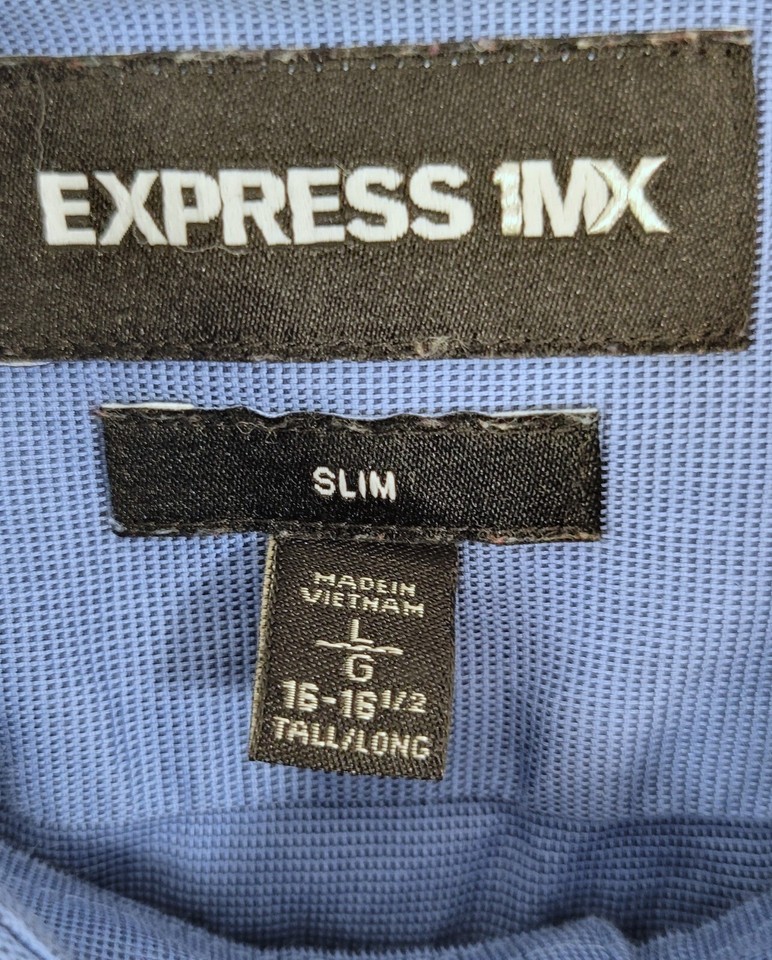 EXPRESS 1MX
SLIM
MADE IN
VIETNAM
L
G
16-16 1/2
TALL/LONG